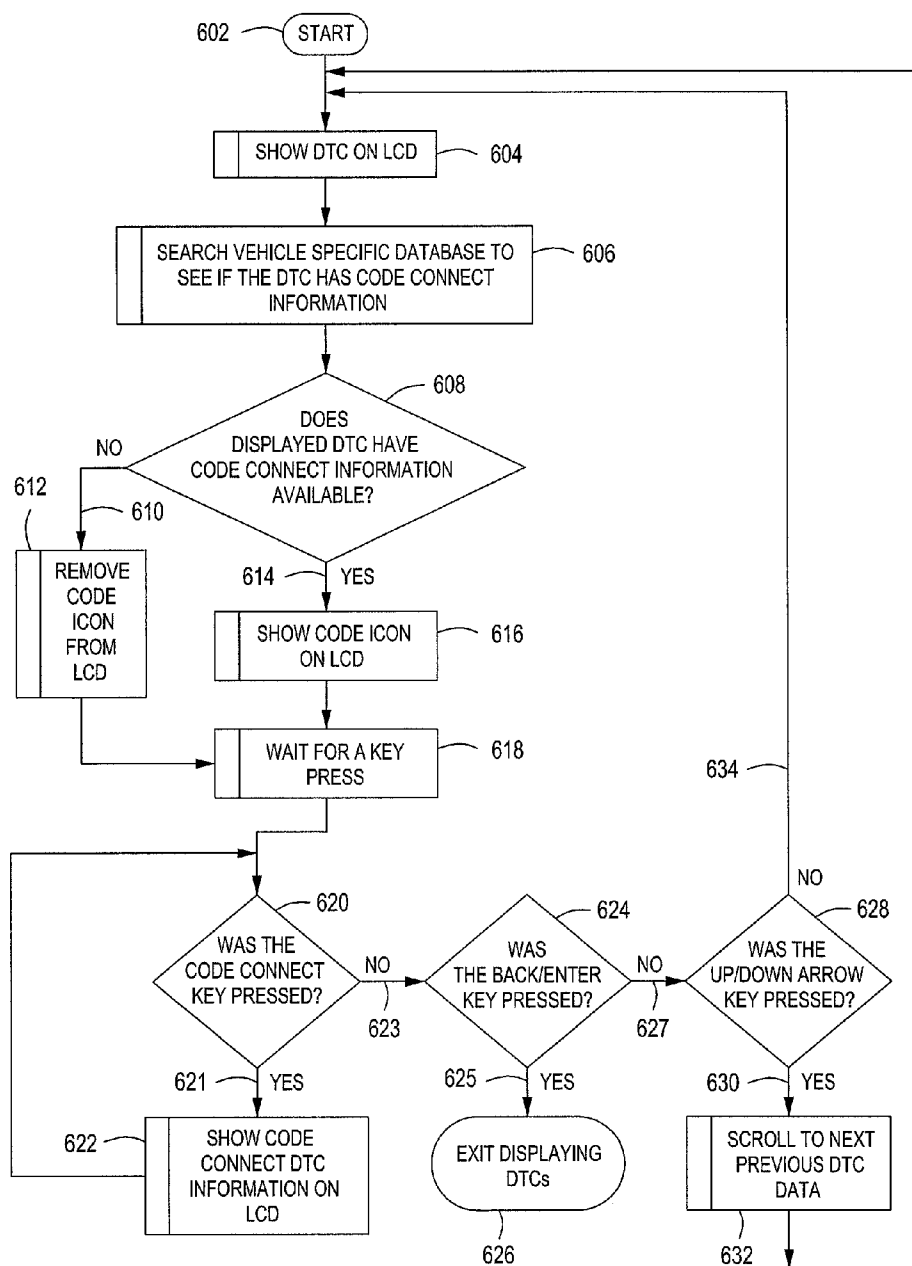 602
START
SHOW DTC ON LCD
604
SEARCH VEHICLE SPECIFIC DATABASE TO
SEE IF THE DTC HAS CODE CONNECT
INFORMATION
606
608
DOES
DISPLAYED DTC HAVE
CODE CONNECT INFORMATION
AVAILABLE?
NO
610
612
REMOVE
CODE
ICON
FROM
LCD
614
YES
SHOW CODE ICON
ON LCD
616
WAIT FOR A KEY
PRESS
618
634
620
WAS THE
CODE CONNECT
KEY PRESSED?
NO
623
624
WAS
THE BACK/ENTER
KEY PRESSED?
NO
627
NO
628
WAS THE
UP/DOWN ARROW
KEY PRESSED?
621
YES
622
SHOW CODE
CONNECT DTC
INFORMATION ON
LCD
625
YES
EXIT DISPLAYING
DTCs
626
630
YES
SCROLL TO NEXT
PREVIOUS DTC
DATA
632